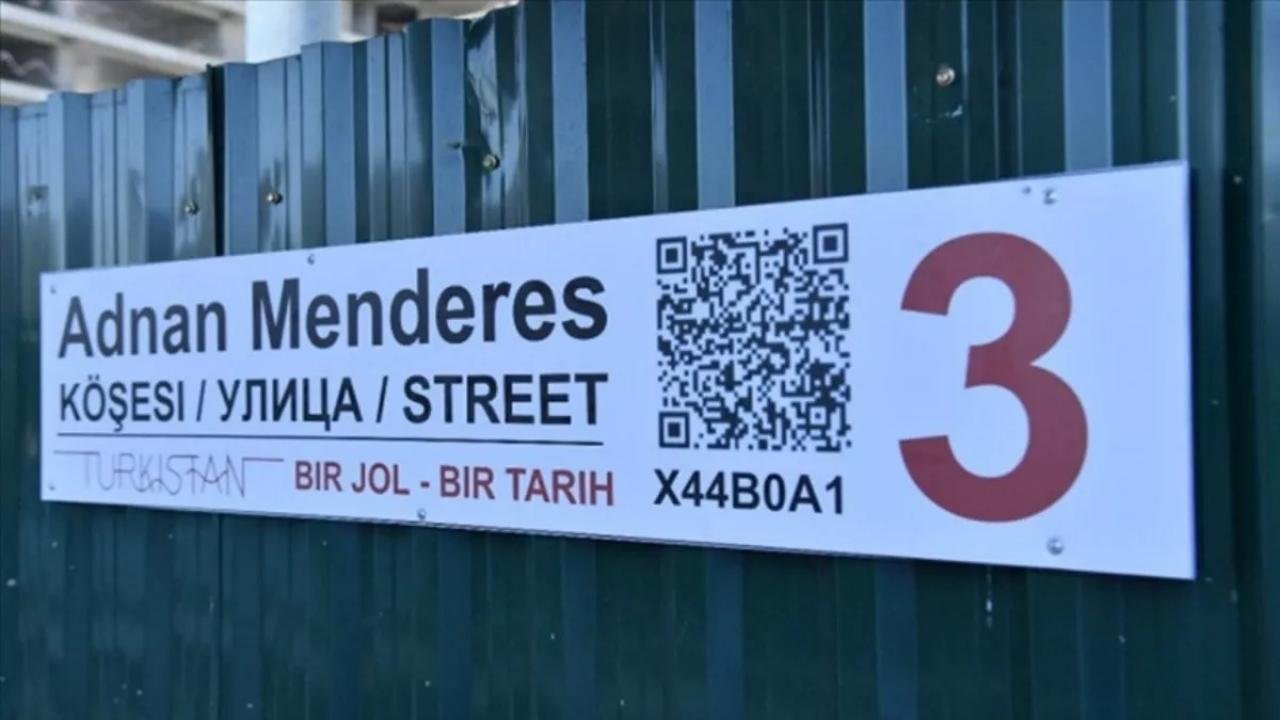 Adnan Menderes
KÖŞESI / УЛИЦА / STREET
TURKISTAN BIR JOL - BIR TARIH
X44B0A1
3